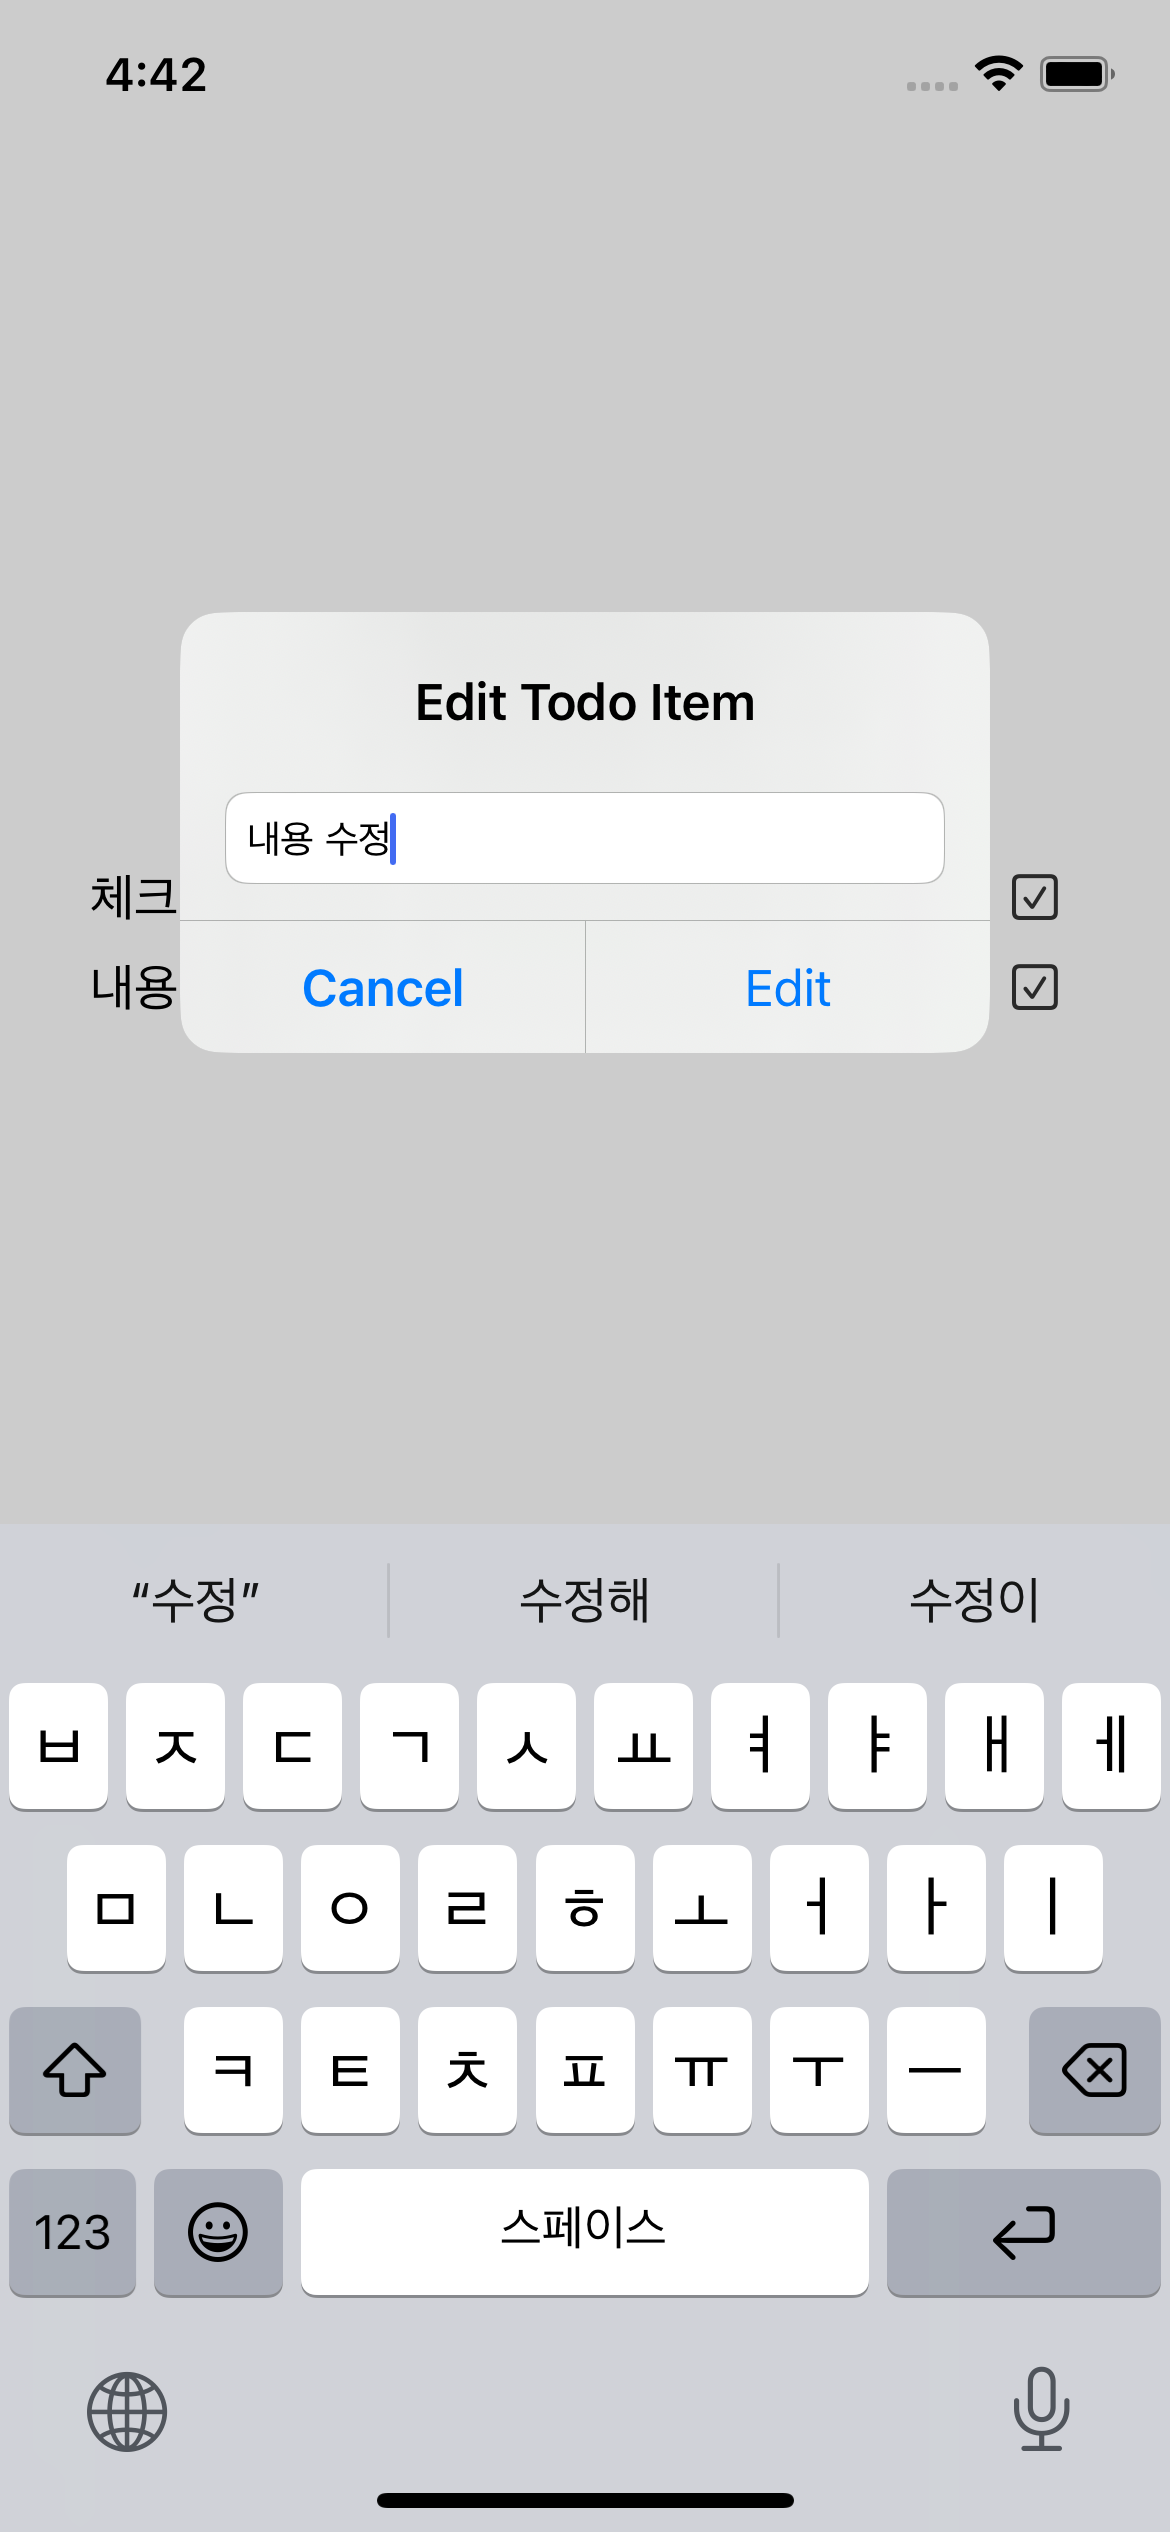 4:42
Edit Todo Item
내용 수정
체크
내용
Cancel
Edit
“수정”
수정해
수정이
ㅂ ㅈ ㄷ ㄱ ㅅ ㅛ ㅕ ㅑ ㅐ ㅔ
ㅁ ㄴ ㅇ ㄹ ㅎ ㅗ ㅓ ㅏ ㅣ
ㅋ ㅌ ㅊ ㅍ ㅠ ㅜ ㅡ
123
스페이스